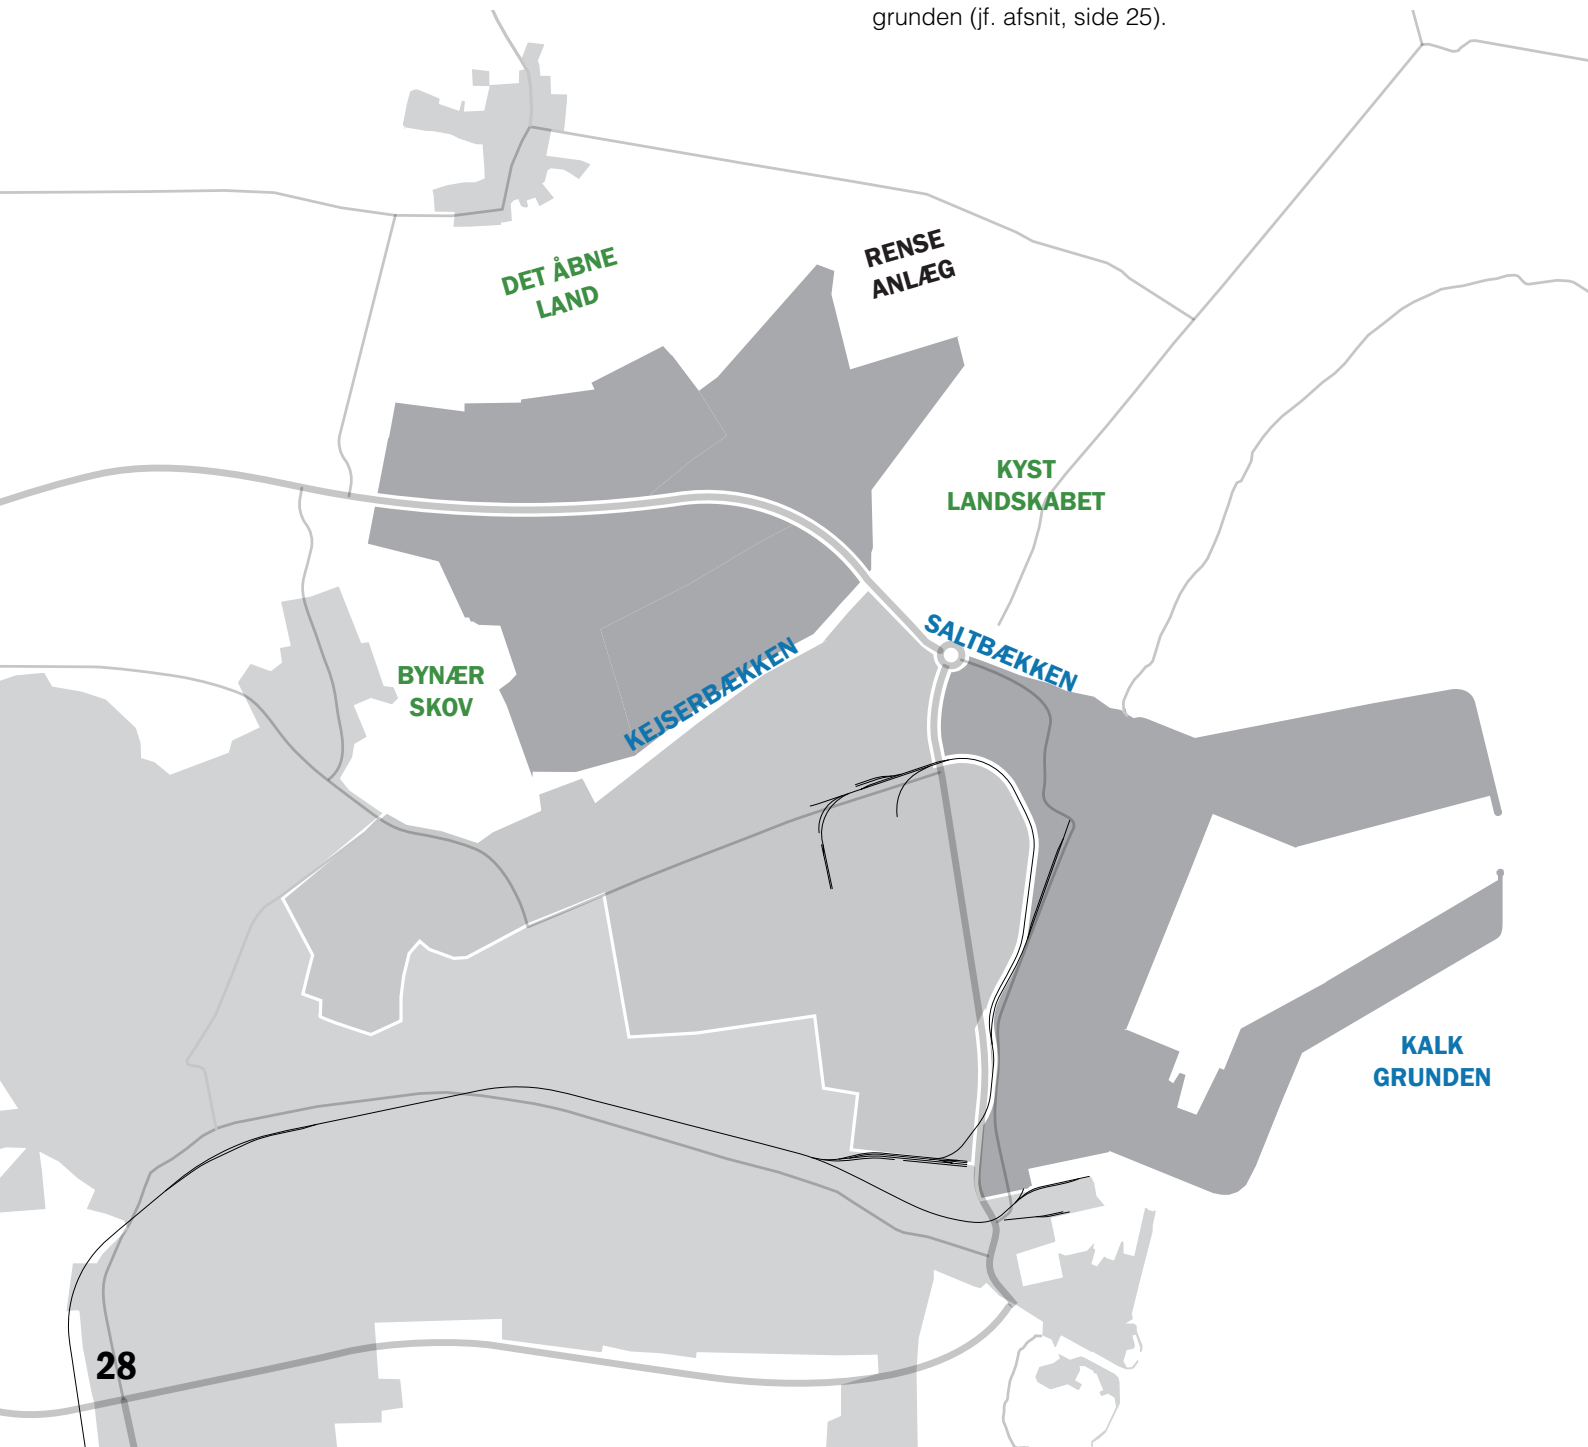 grunden (jf. afsnit, side 25).
DET ÅBNE
LAND
RENSE
ANLÆG
KYST
LANDSKABET
SALTBÆKKEN
KEJSERBÆKKEN
BYNÆR
SKOV
KALK
GRUNDEN
28